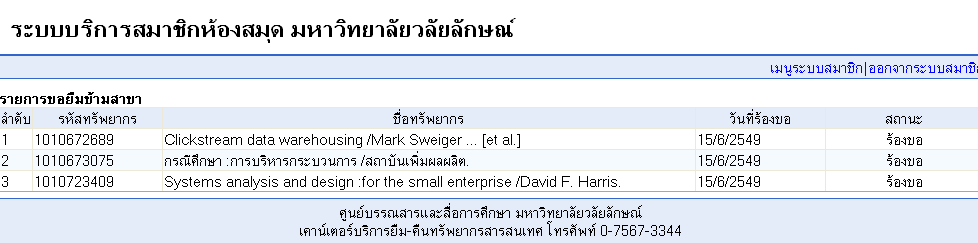 ระบบบริการสมาชิกห้องสมุด มหาวิทยาลัยวลัยลักษณ์
เมนูระบบสมาชิก|ออกจากระบบสมาชิก
รายการขอยืมข้ามสาขา
ลำดับ รหัสทรัพยากร ชื่อทรัพยากร วันที่ร้องขอ สถานะ
1 1010672689 Clickstream data warehousing /Mark Sweiger ... [et al.] 15/6/2549 ร้องขอ
2 1010673075 กรณีศึกษา :การบริหารกระบวนการ /สถาบันเพิ่มผลผลิต. 15/6/2549 ร้องขอ
3 1010723409 Systems analysis and design :for the small enterprise /David F. Harris. 15/6/2549 ร้องขอ
ศูนย์บรรณสารและสื่อการศึกษา มหาวิทยาลัยวลัยลักษณ์
เคาน์เตอร์บริการยืม-คืนทรัพยากรสารสนเทศ โทรศัพท์ 0-7567-3344